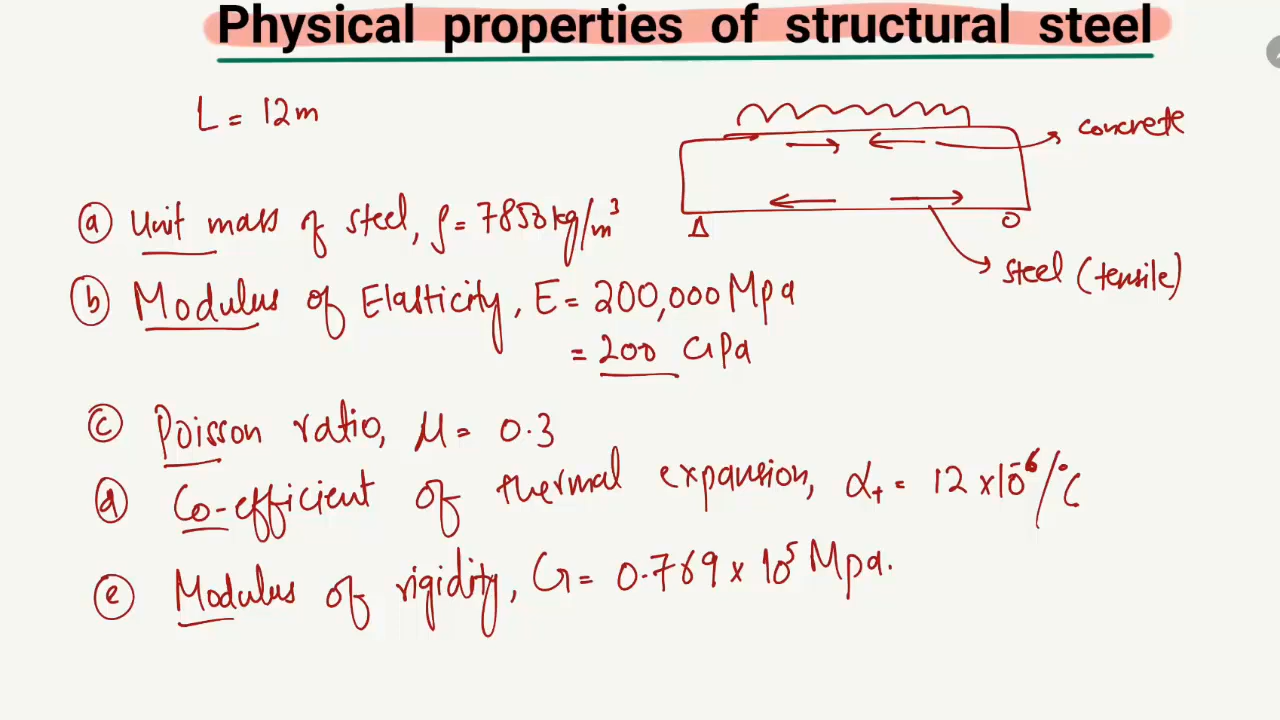 Physical properties of structural steel
L = 12m
concrete
(a) Unit mass of steel, ρ = 7850 kg/m³
steel (tensile)
(b) Modulus of Elasticity, E = 200,000 Mpa
= 200 GPa
(c) Poisson ratio, μ = 0.3
(d) Co-efficient of thermal expansion, αt = 12 x 10⁻⁶/°C
(e) Modulus of rigidity, G = 0.769 x 10⁵ Mpa.